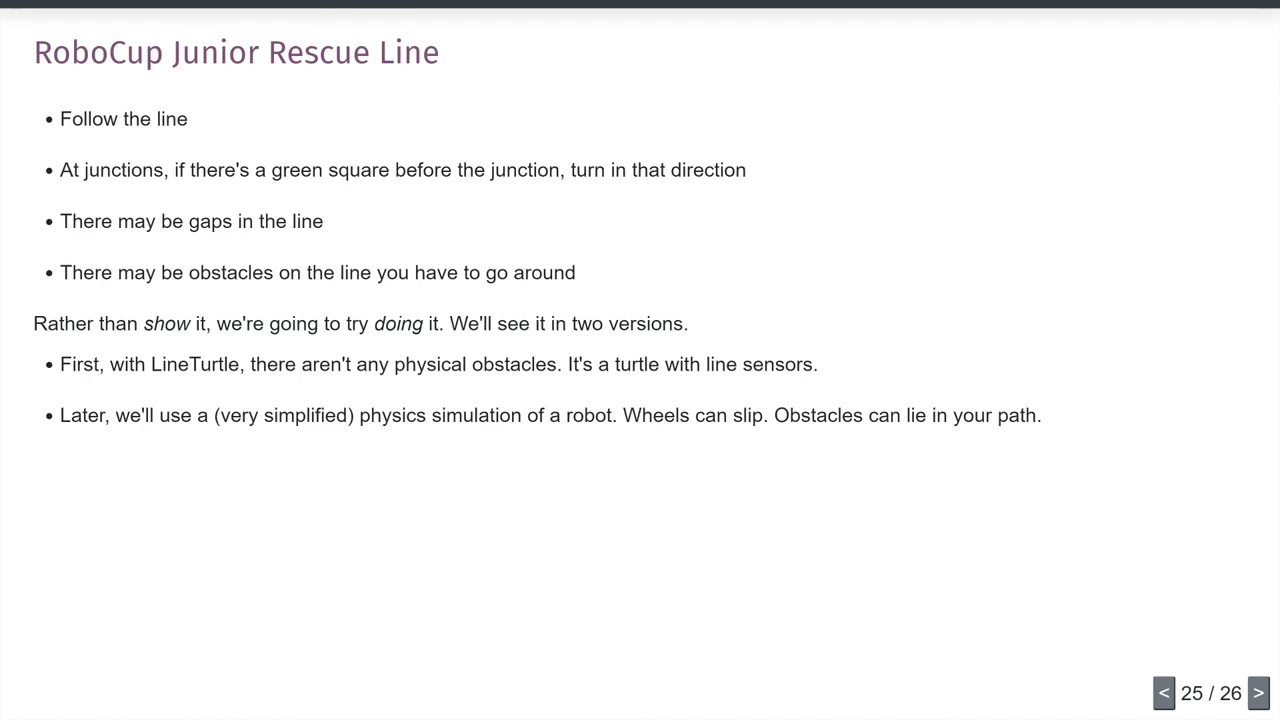 RoboCup Junior Rescue Line
• Follow the line
• At junctions, if there's a green square before the junction, turn in that direction
• There may be gaps in the line
• There may be obstacles on the line you have to go around
Rather than show it, we're going to try doing it. We'll see it in two versions.
• First, with LineTurtle, there aren't any physical obstacles. It's a turtle with line sensors.
• Later, we'll use a (very simplified) physics simulation of a robot. Wheels can slip. Obstacles can lie in your path.
< 25 / 26 >